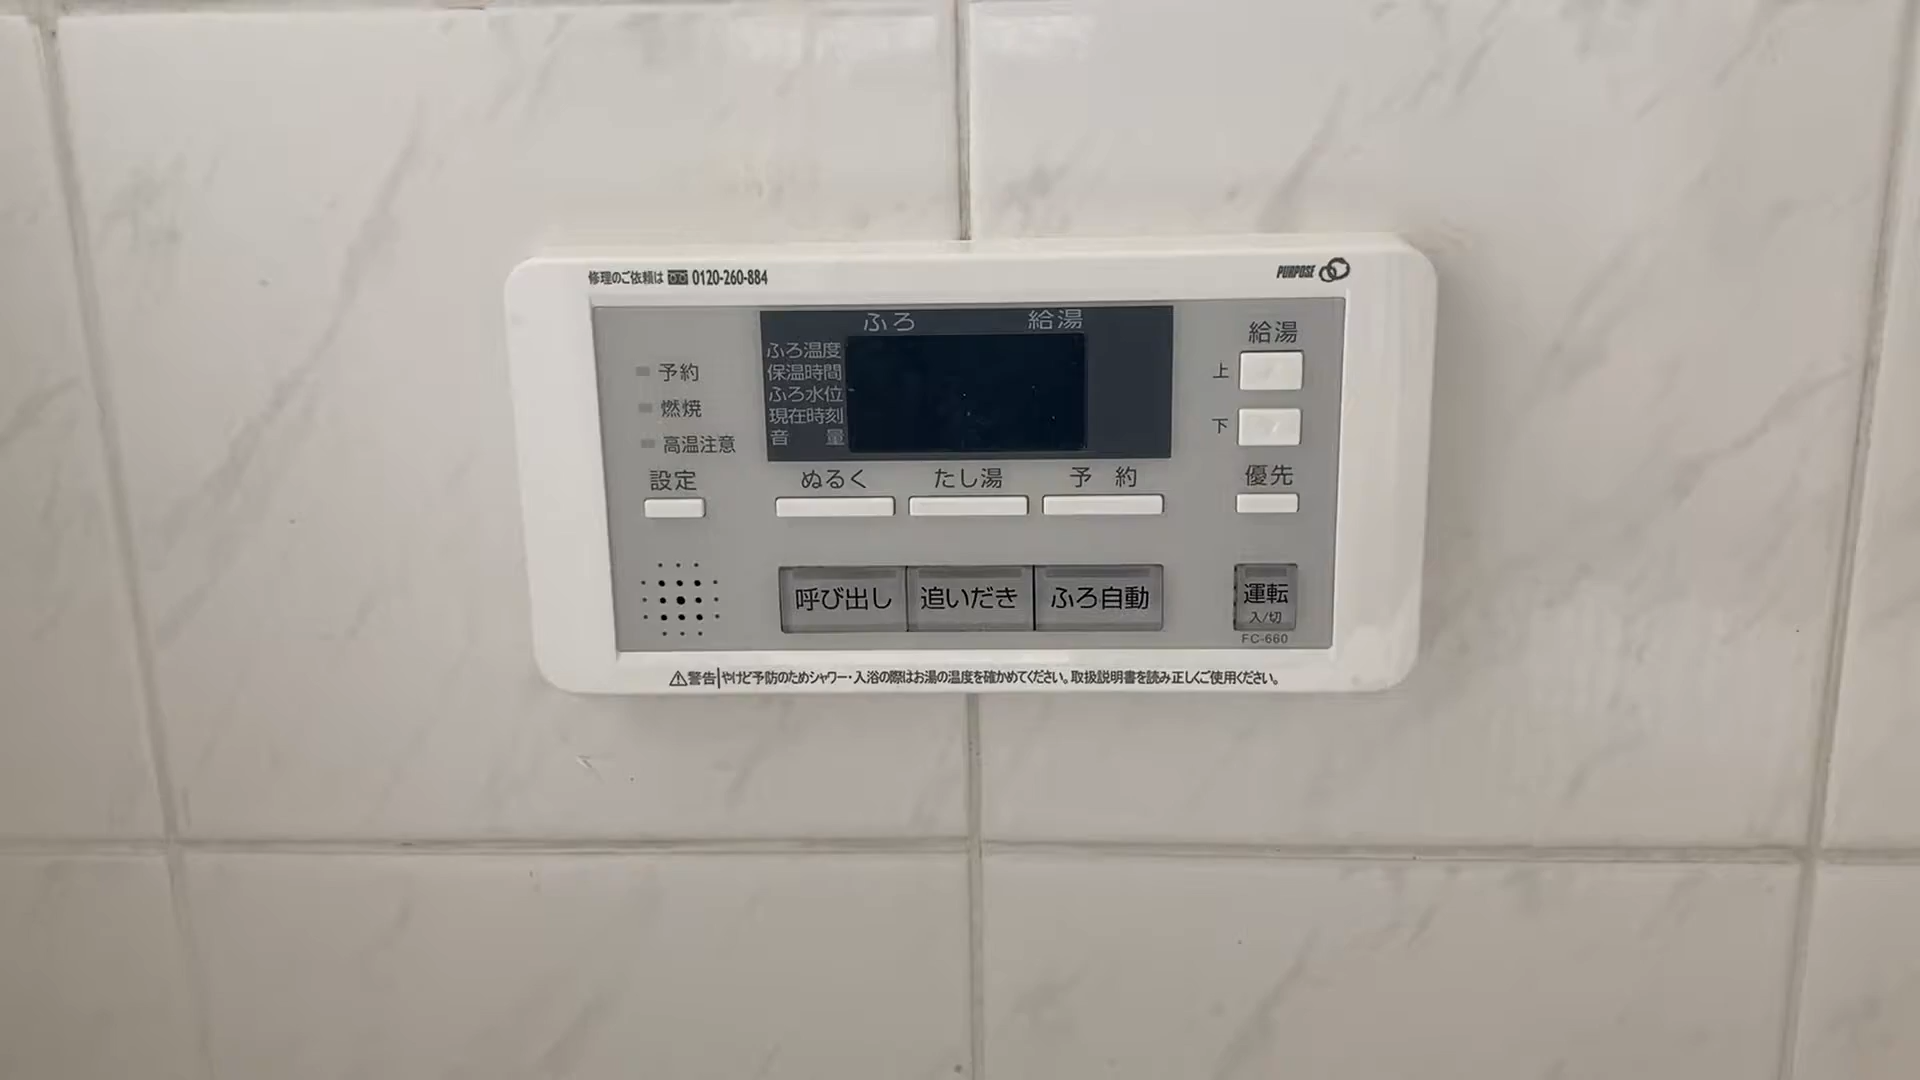 修理のご依頼は 0120-260-884
PURPOSE
ふろ 給湯
ふろ温度
保温時間
ふろ水位
現在時刻
音 量
予約
燃焼
高温注意
設定
ぬるく たし湯 予 約
給湯
上
下
優先
呼び出し 追いだき ふろ自動
運転
入/切
FC-660
⚠警告 やけど予防のためシャワー・入浴の際はお湯の温度を確かめてください。取扱説明書を読み正しくご使用ください。